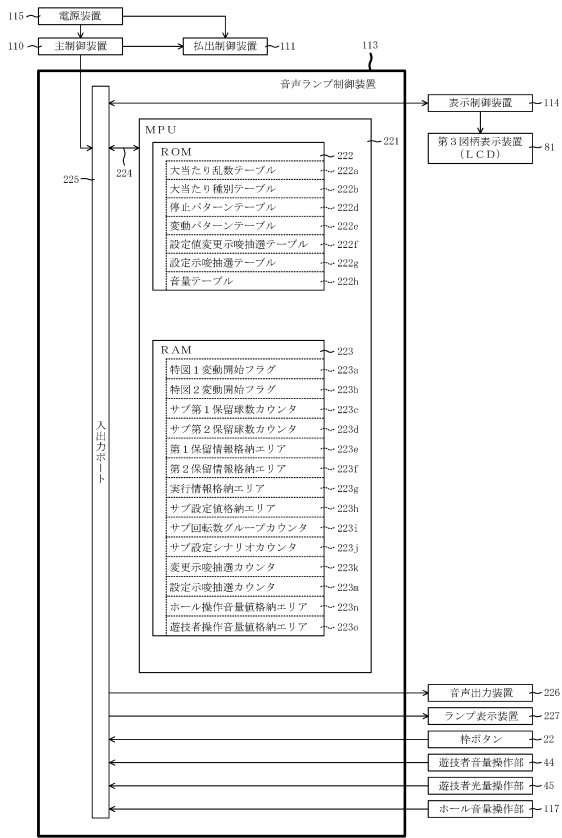 115
電源装置
110
主制御装置
払出制御装置
111
113
音声ランプ制御装置
表示制御装置
114
第3図柄表示装置
(LCD)
81
MPU
221
224
225
入出力ポート
ROM
222
大当たり乱数テーブル
222a
大当たり種別テーブル
222b
停止パターンテーブル
222d
変動パターンテーブル
222e
設定値変更示唆抽選テーブル
222f
設定示唆抽選テーブル
222g
音量テーブル
222h
RAM
223
特図1変動開始フラグ
223a
特図2変動開始フラグ
223b
サブ第1保留球数カウンタ
223c
サブ第2保留球数カウンタ
223d
第1保留情報格納エリア
223e
第2保留情報格納エリア
223f
実行情報格納エリア
223g
サブ設定値格納エリア
223h
サブ回転数グループカウンタ
223i
サブ設定シナリオカウンタ
223j
変更示唆抽選カウンタ
223k
設定示唆抽選カウンタ
223m
ホール操作音量値格納エリア
223n
遊技者操作音量値格納エリア
223o
音声出力装置
226
ランプ表示装置
227
枠ボタン
22
遊技者音量操作部
44
遊技者光量操作部
45
ホール音量操作部
117